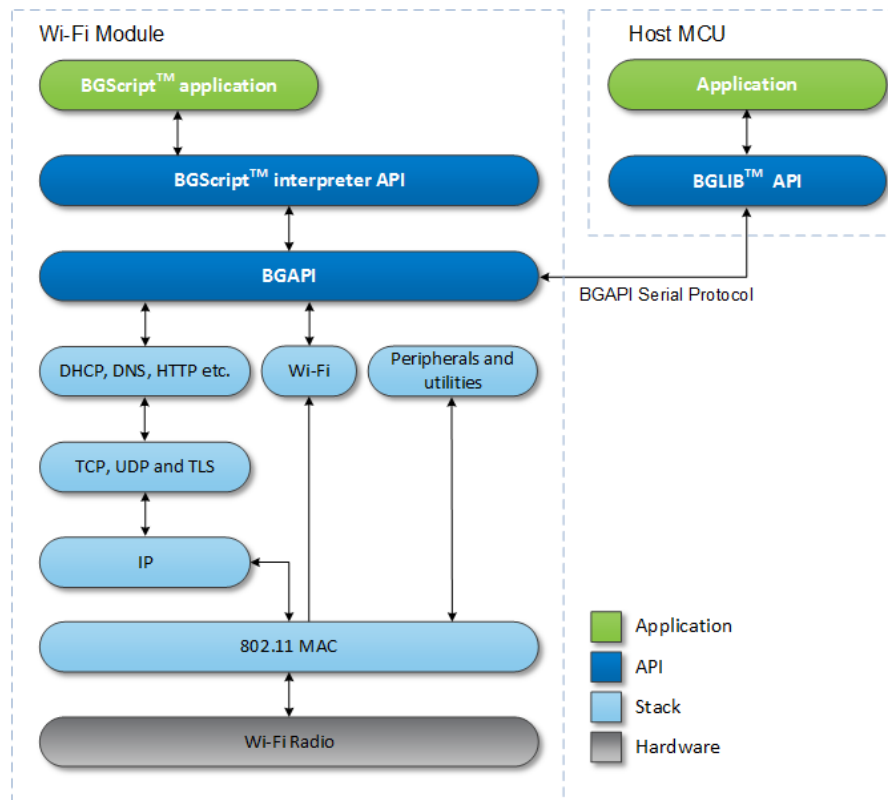 Wi-Fi Module
Host MCU
BGScript™ application
Application
BGScript™ interpreter API
BGLIB™ API
BGAPI
BGAPI Serial Protocol
DHCP, DNS, HTTP etc.
Wi-Fi
Peripherals and
utilities
TCP, UDP and TLS
IP
802.11 MAC
Wi-Fi Radio
Application
API
Stack
Hardware